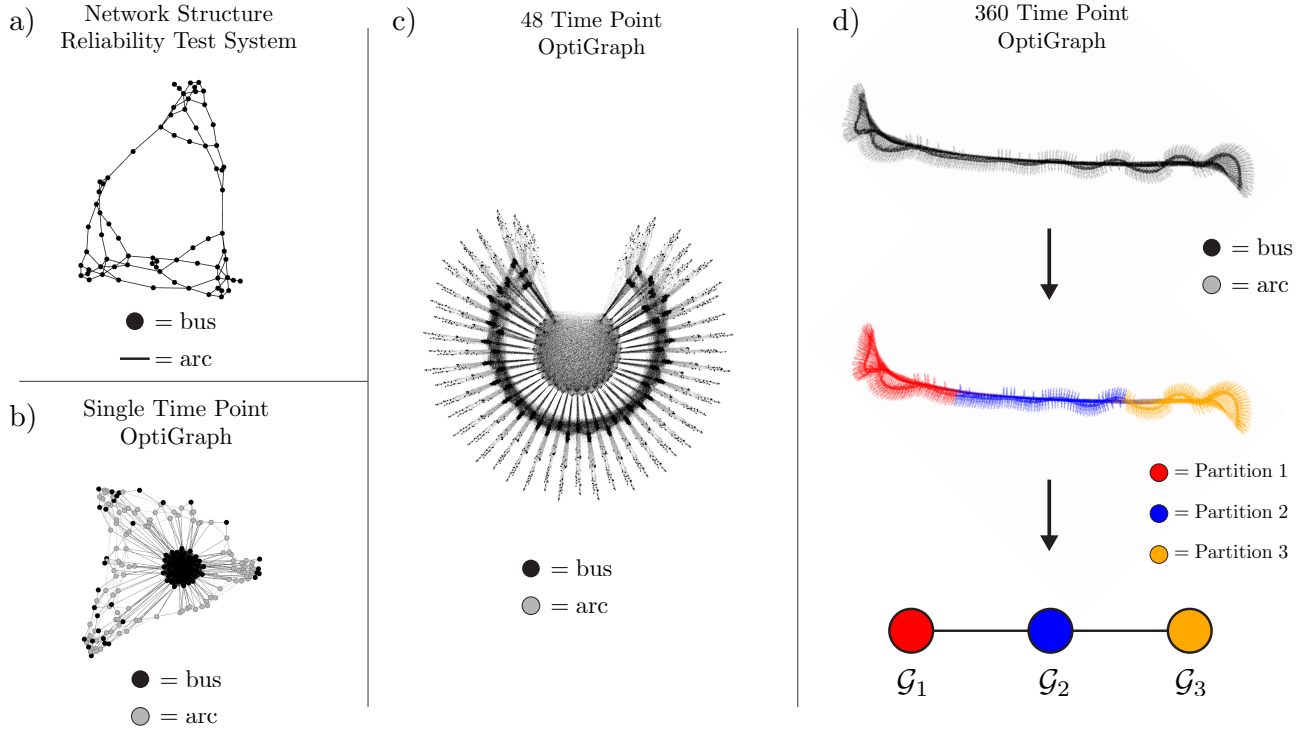 a)
Network Structure
Reliability Test System
= bus
= arc
b)
Single Time Point
OptiGraph
= bus
= arc
c)
48 Time Point
OptiGraph
= bus
= arc
d)
360 Time Point
OptiGraph
= bus
= arc
= Partition 1
= Partition 2
= Partition 3
𝒢₁ 𝒢₂ 𝒢₃